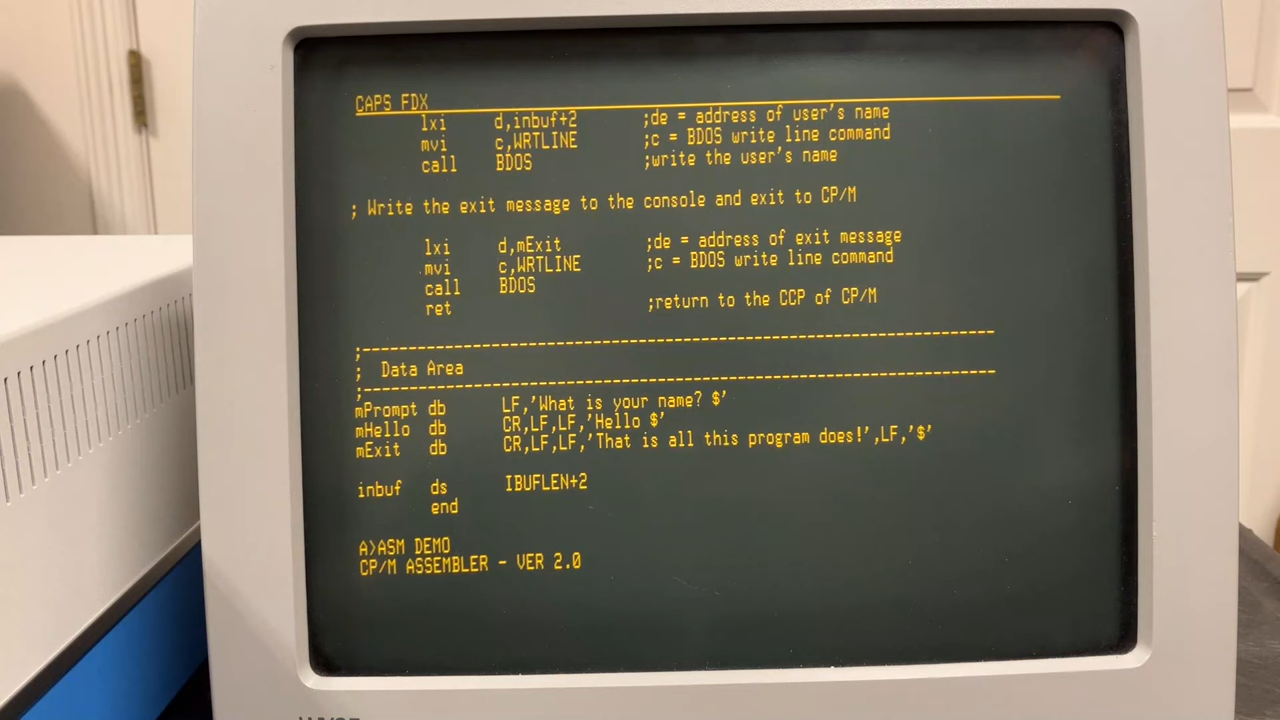 CAPS FDX
lxi d,inbuf+2 ;de = address of user's name
mvi c,WRTLINE ;c = BDOS write line command
call BDOS ;write the user's name
; Write the exit message to the console and exit to CP/M
lxi d,mExit ;de = address of exit message
mvi c,WRTLINE ;c = BDOS write line command
call BDOS
ret ;return to the CCP of CP/M
;---------------------------------------------------------------
; Data Area
;---------------------------------------------------------------
mPrompt db LF,'What is your name? $'
mHello db CR,LF,LF,'Hello $'
mExit db CR,LF,LF,'That is all this program does!',LF,'$'
inbuf ds IBUFLEN+2
end
A>ASM DEMO
CP/M ASSEMBLER - VER 2.0